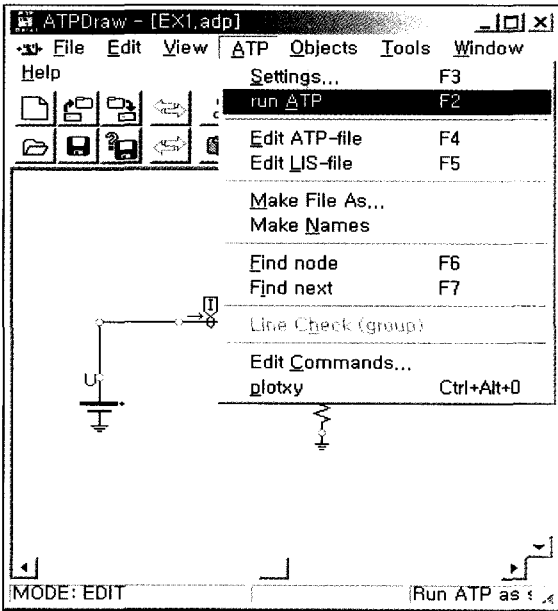 ATPDraw - [EX1.adp]
File Edit View ATP Objects Tools Window
Help
Settings... F3
run ATP F2
Edit ATP-file F4
Edit LIS-file F5
Make File As...
Make Names
Find node F6
Find next F7
Line Check (group)
Edit Commands...
plotxy Ctrl+Alt+0
I
U
MODE: EDIT Run ATP as s